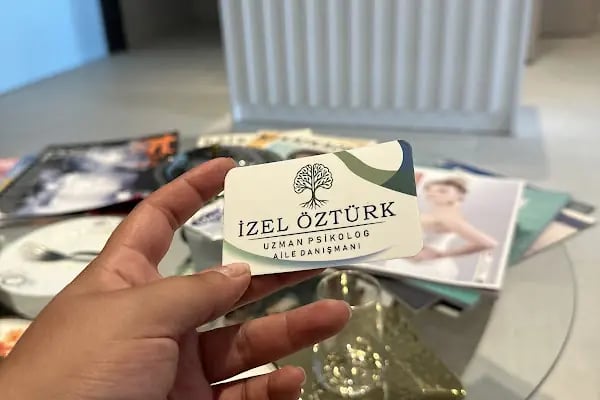 İZEL ÖZTÜRK
UZMAN PSİKOLOG
AİLE DANIŞMANI